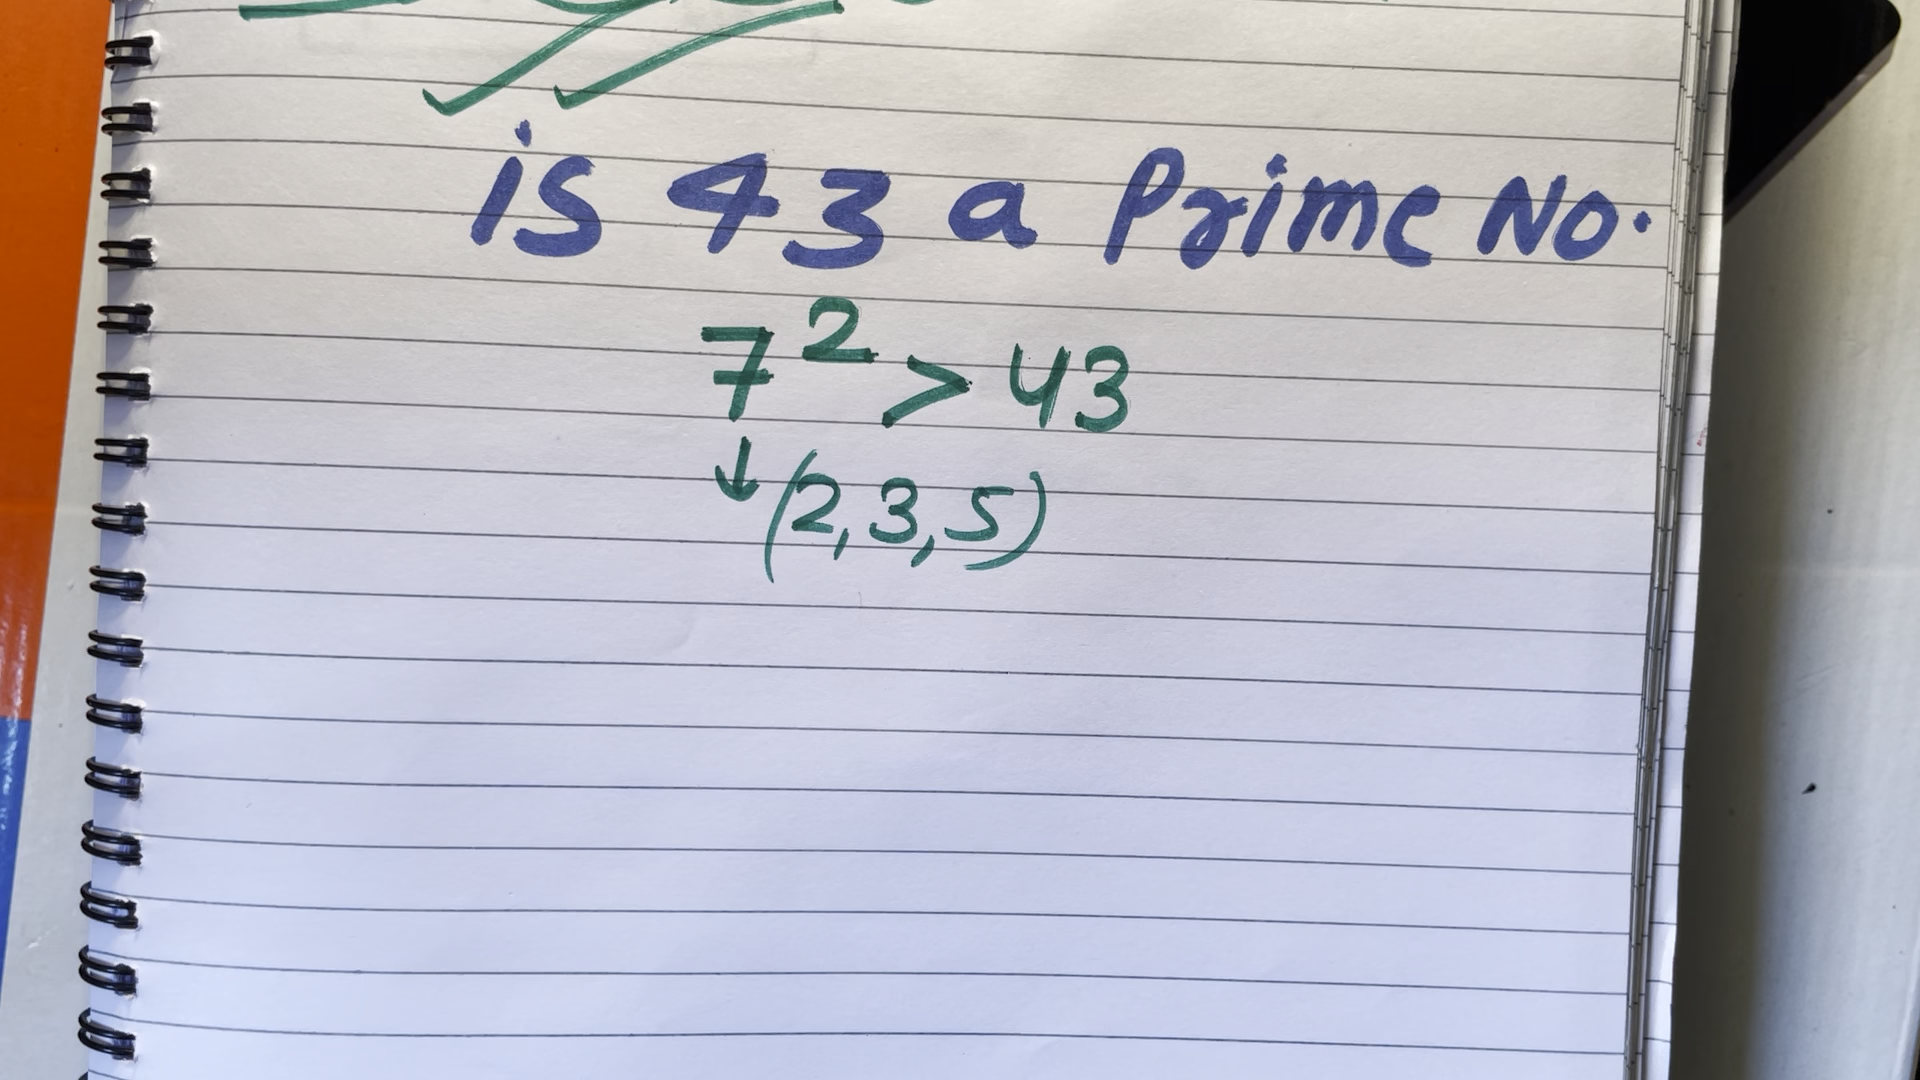 is 43 a Prime No.
7² > 43
↓ (2, 3, 5)